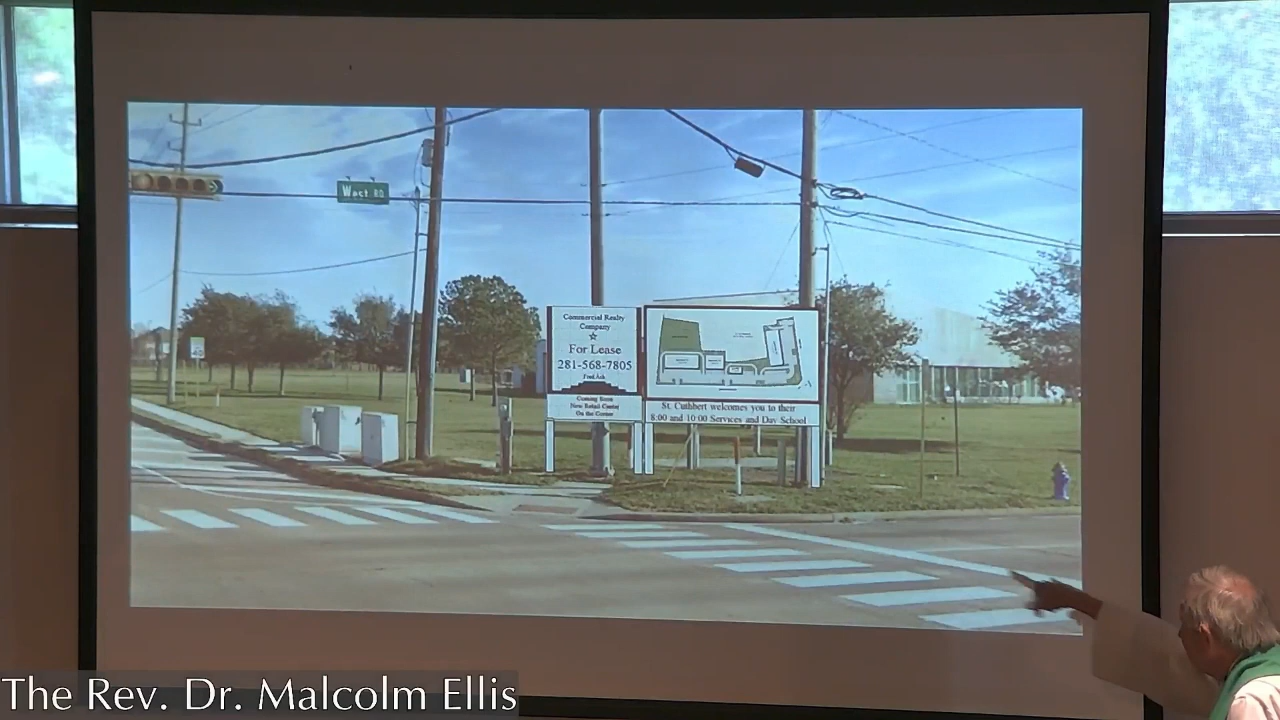 West RD
Commercial Realty
Company
For Lease
281-568-7805
Fred Ark
Coming Soon
New Retail Center
On the Corner
St. Cuthbert welcomes you to their
8:00 and 10:00 Services and Day School
The Rev. Dr. Malcolm Ellis